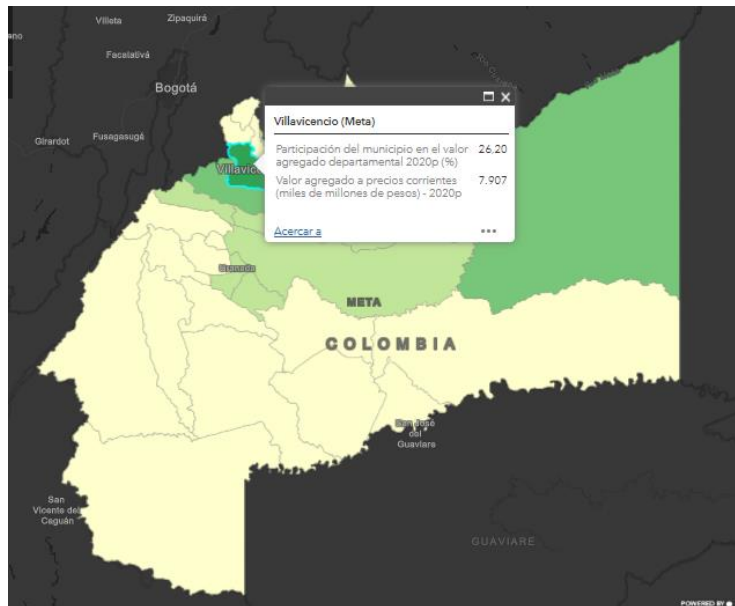 Villeta
Zipaquirá
Facatativá
Bogotá
Girardot
Fusagasugá
Villavicencio (Meta)
Participación del municipio en el valor 26,20
agregado departamental 2020p (%)
Valor agregado a precios corrientes 7.907
(miles de millones de pesos) - 2020p
Acercar a
Granada
META
COLOMBIA
San José
del
Guaviare
San
Vicente del
Caguán
GUAVIARE
POWERED BY